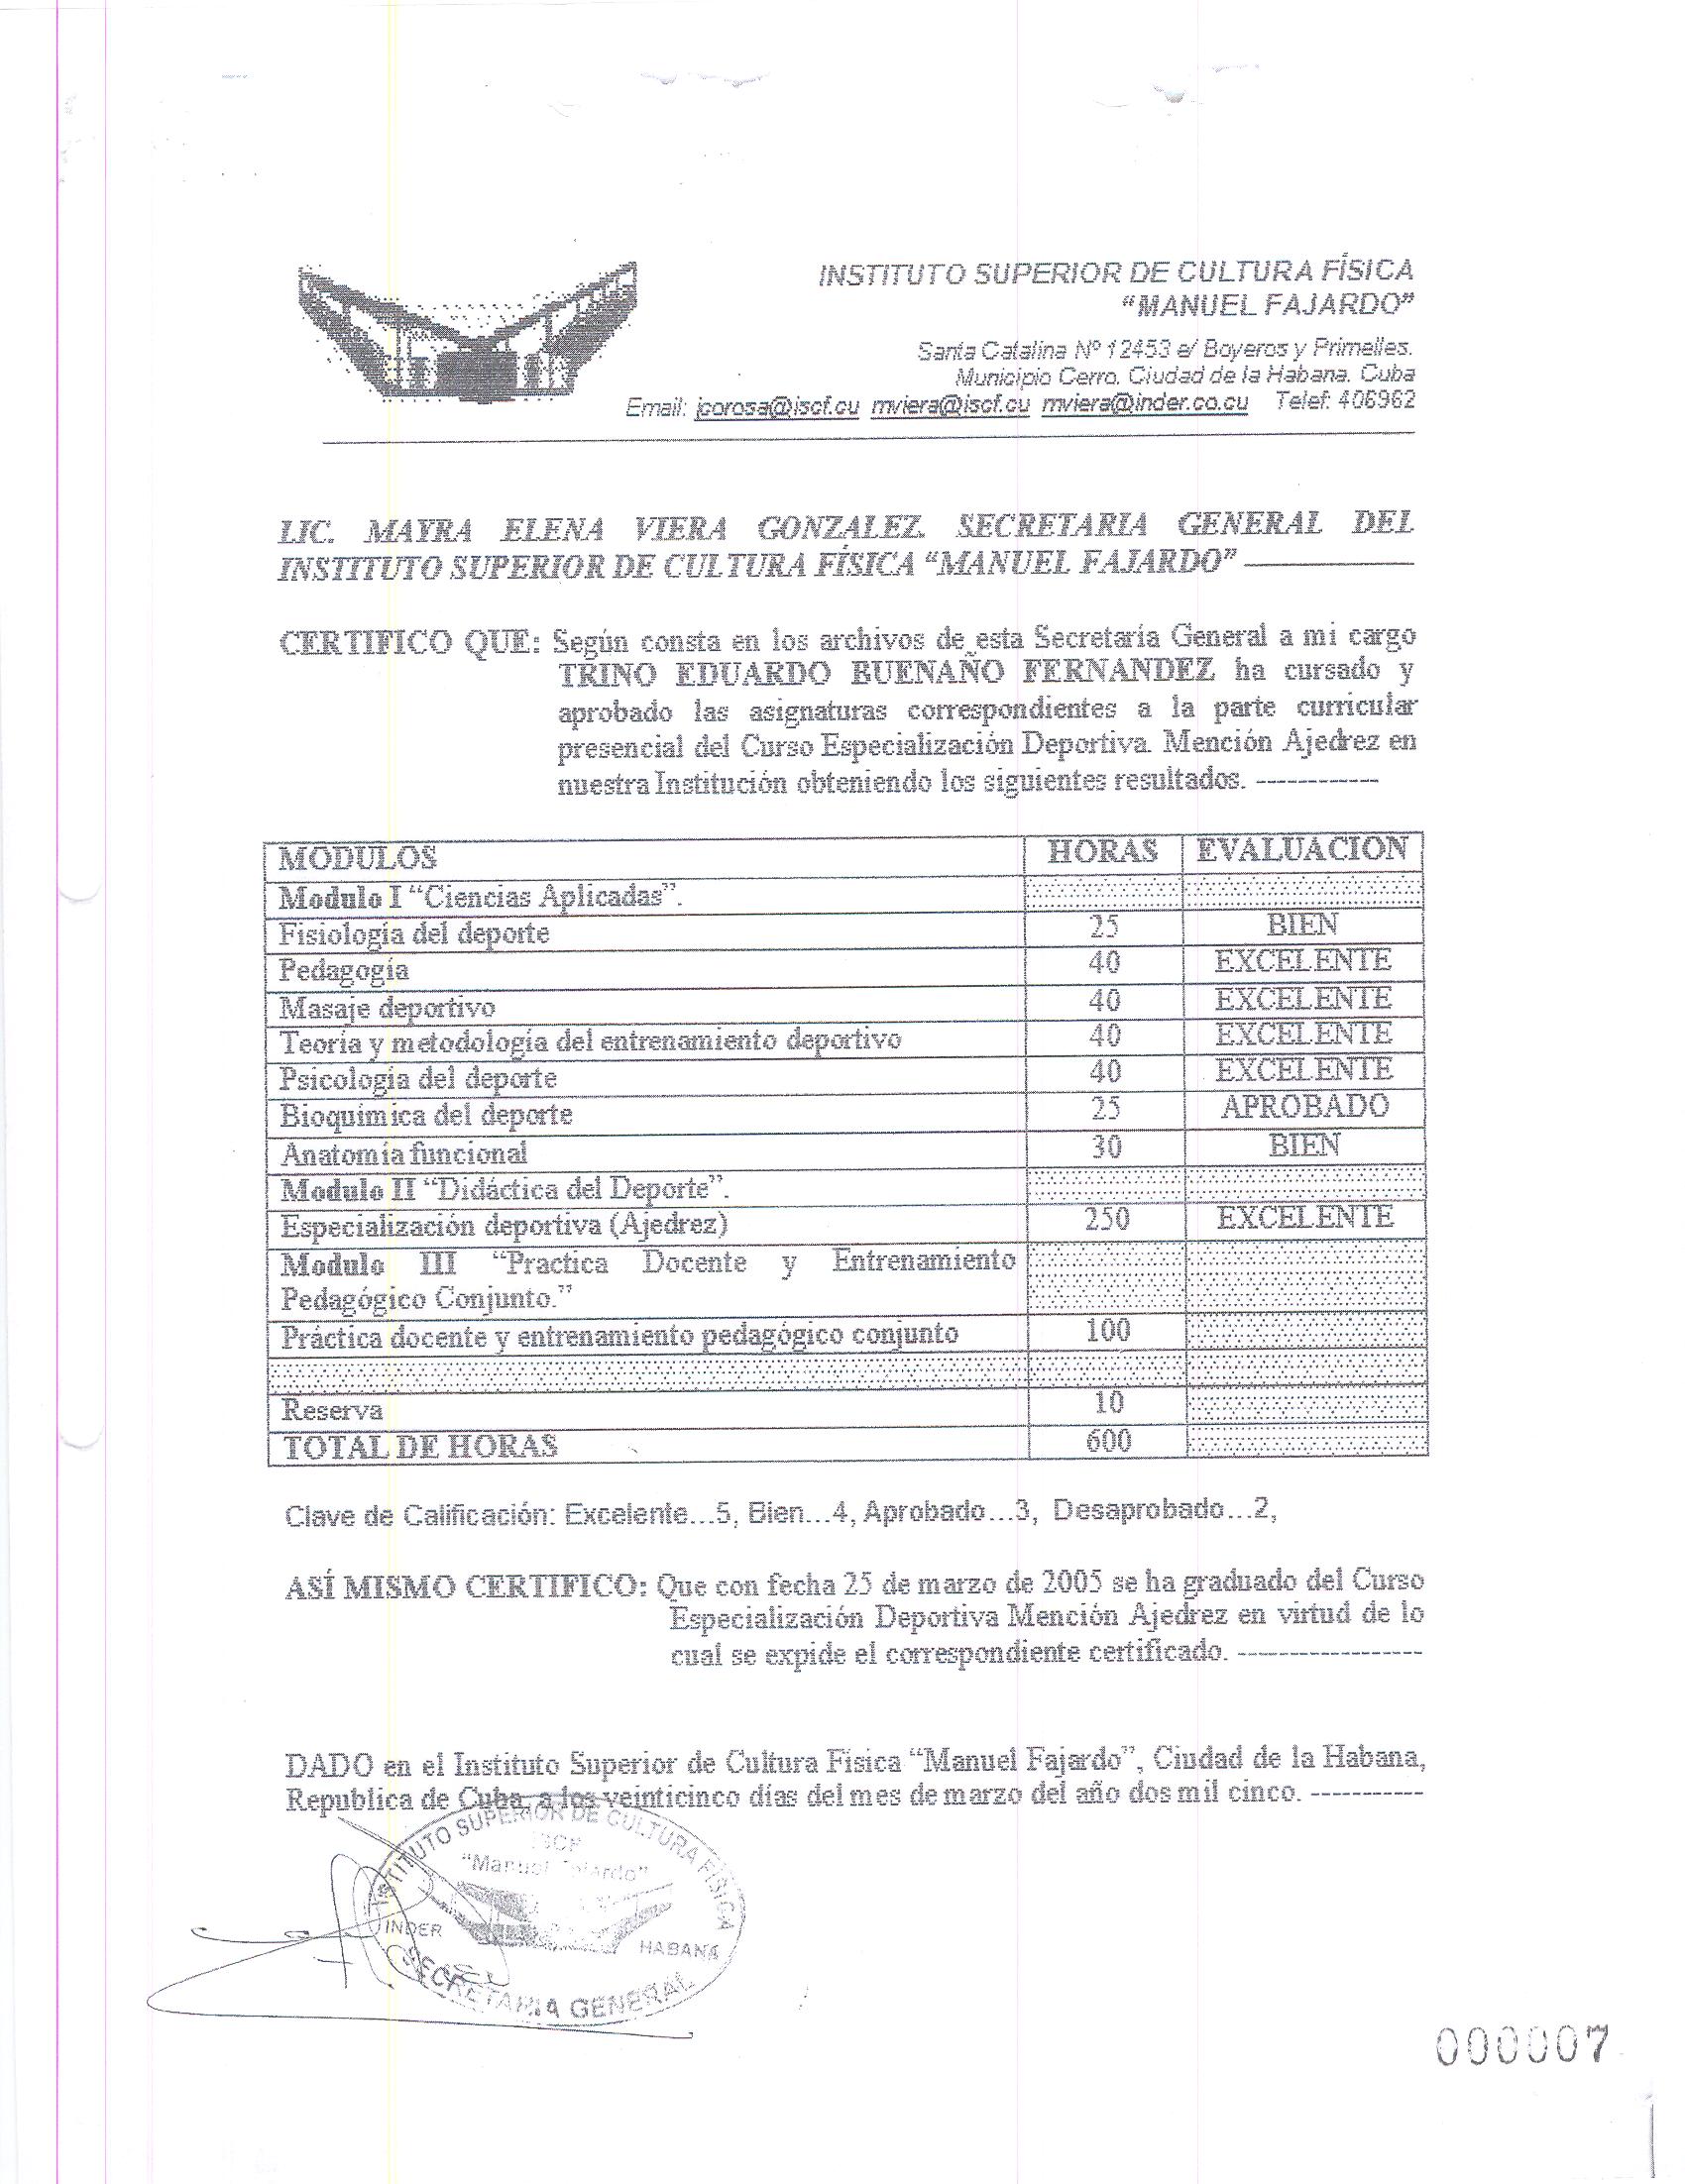 INSTITUTO SUPERIOR DE CULTURA FÍSICA
“MANUEL FAJARDO”
Santa Catalina Nº 12453 e/ Boyeros y Primelles.
Municipio Cerro. Ciudad de la Habana. Cuba
Email: jcorosa@iscf.cu mviera@iscf.cu mviera@inder.co.cu Telef: 406962
LIC. MAYRA ELENA VIERA GONZALEZ. SECRETARIA GENERAL DEL
INSTITUTO SUPERIOR DE CULTURA FÍSICA “MANUEL FAJARDO”
CERTIFICO QUE: Según consta en los archivos de esta Secretaría General a mi cargo
TRINO EDUARDO BUENAÑO FERNANDEZ ha cursado y
aprobado las asignaturas correspondientes a la parte curricular
presencial del Curso Especialización Deportiva. Mención Ajedrez en
nuestra Institución obteniendo los siguientes resultados. ------------
MODULOS HORAS EVALUACION
Modulo I “Ciencias Aplicadas”.
Fisiología del deporte 25 BIEN
Pedagogía 40 EXCELENTE
Masaje deportivo 40 EXCELENTE
Teoría y metodología del entrenamiento deportivo 40 EXCELENTE
Psicología del deporte 40 EXCELENTE
Bioquímica del deporte 25 APROBADO
Anatomía funcional 30 BIEN
Modulo II “Didáctica del Deporte”.
Especialización deportiva (Ajedrez) 250 EXCELENTE
Modulo III “Practica Docente y Entrenamiento
Pedagógico Conjunto.”
Práctica docente y entrenamiento pedagógico conjunto 100
Reserva 10
TOTAL DE HORAS 600
Clave de Calificación: Excelente...5, Bien...4, Aprobado...3, Desaprobado...2,
ASÍ MISMO CERTIFICO: Que con fecha 25 de marzo de 2005 se ha graduado del Curso
Especialización Deportiva Mención Ajedrez en virtud de lo
cual se expide el correspondiente certificado. ------------------
DADO en el Instituto Superior de Cultura Física “Manuel Fajardo”, Ciudad de la Habana,
Republica de Cuba, a los veinticinco días del mes de marzo del año dos mil cinco. -----------
INSTITUTO SUPERIOR DE CULTURA FÍSICA
ISCF
“Manuel Fajardo”
INDER
HABANA
SECRETARIA GENERAL
000007